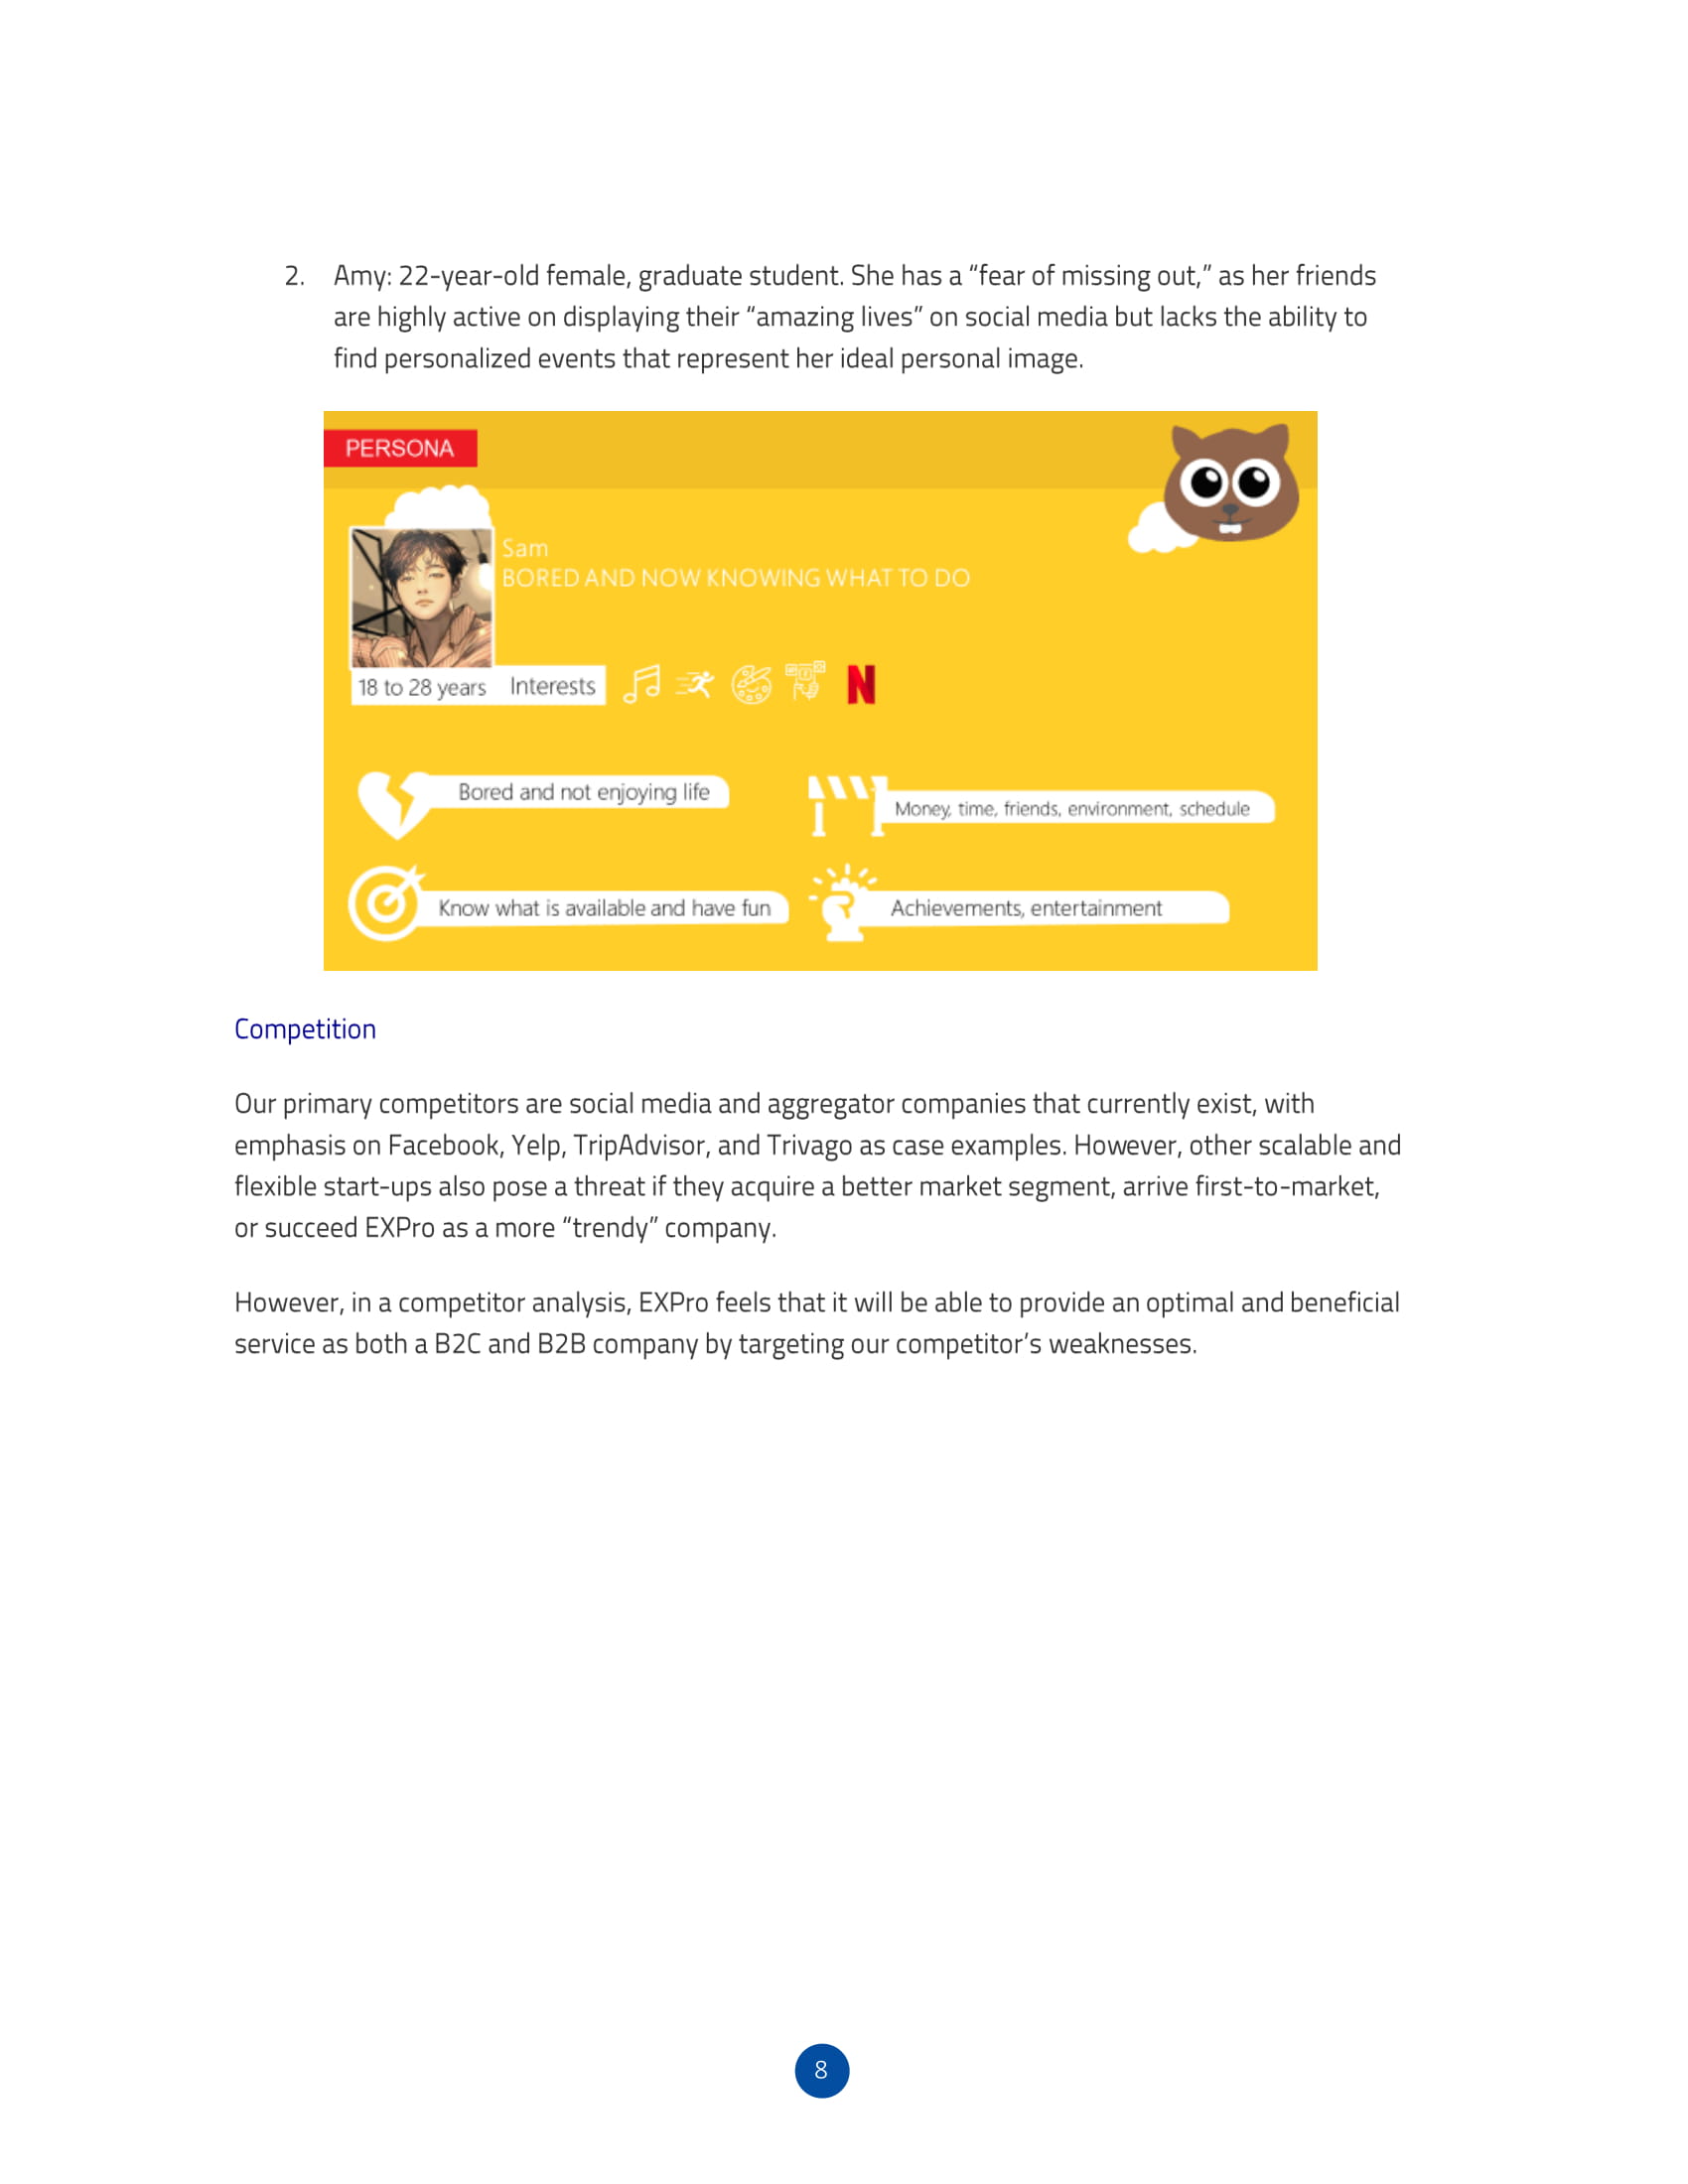 2. Amy: 22-year-old female, graduate student. She has a “fear of missing out,” as her friends
are highly active on displaying their “amazing lives” on social media but lacks the ability to
find personalized events that represent her ideal personal image.
PERSONA
Sam
BORED AND NOW KNOWING WHAT TO DO
18 to 28 years Interests N
Bored and not enjoying life
Money, time, friends, environment, schedule
Know what is available and have fun
Achievements, entertainment
Competition
Our primary competitors are social media and aggregator companies that currently exist, with
emphasis on Facebook, Yelp, TripAdvisor, and Trivago as case examples. However, other scalable and
flexible start-ups also pose a threat if they acquire a better market segment, arrive first-to-market,
or succeed EXPro as a more “trendy” company.
However, in a competitor analysis, EXPro feels that it will be able to provide an optimal and beneficial
service as both a B2C and B2B company by targeting our competitor’s weaknesses.
8